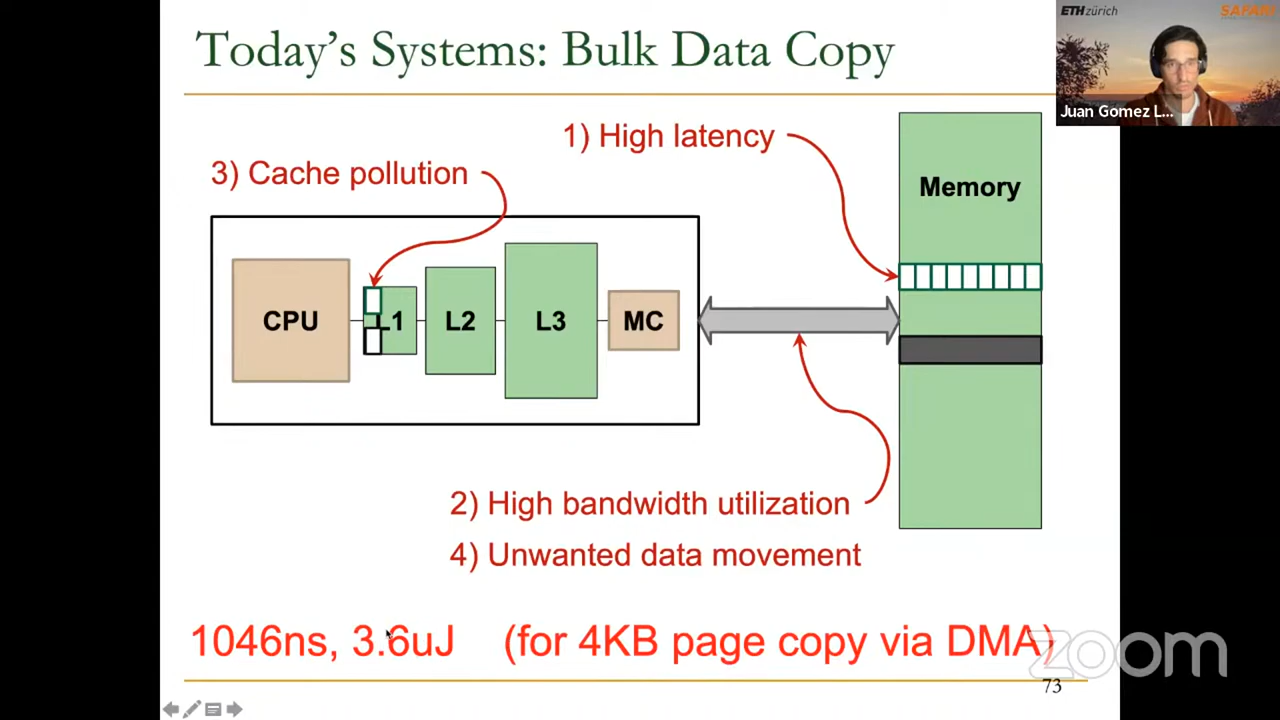 Today's Systems: Bulk Data Copy
ETH zürich
SAFARI
Juan Gomez L...
1) High latency
3) Cache pollution
Memory
CPU
L1
L2
L3
MC
2) High bandwidth utilization
4) Unwanted data movement
1046ns, 3.6uJ (for 4KB page copy via DMA)
zoom
73